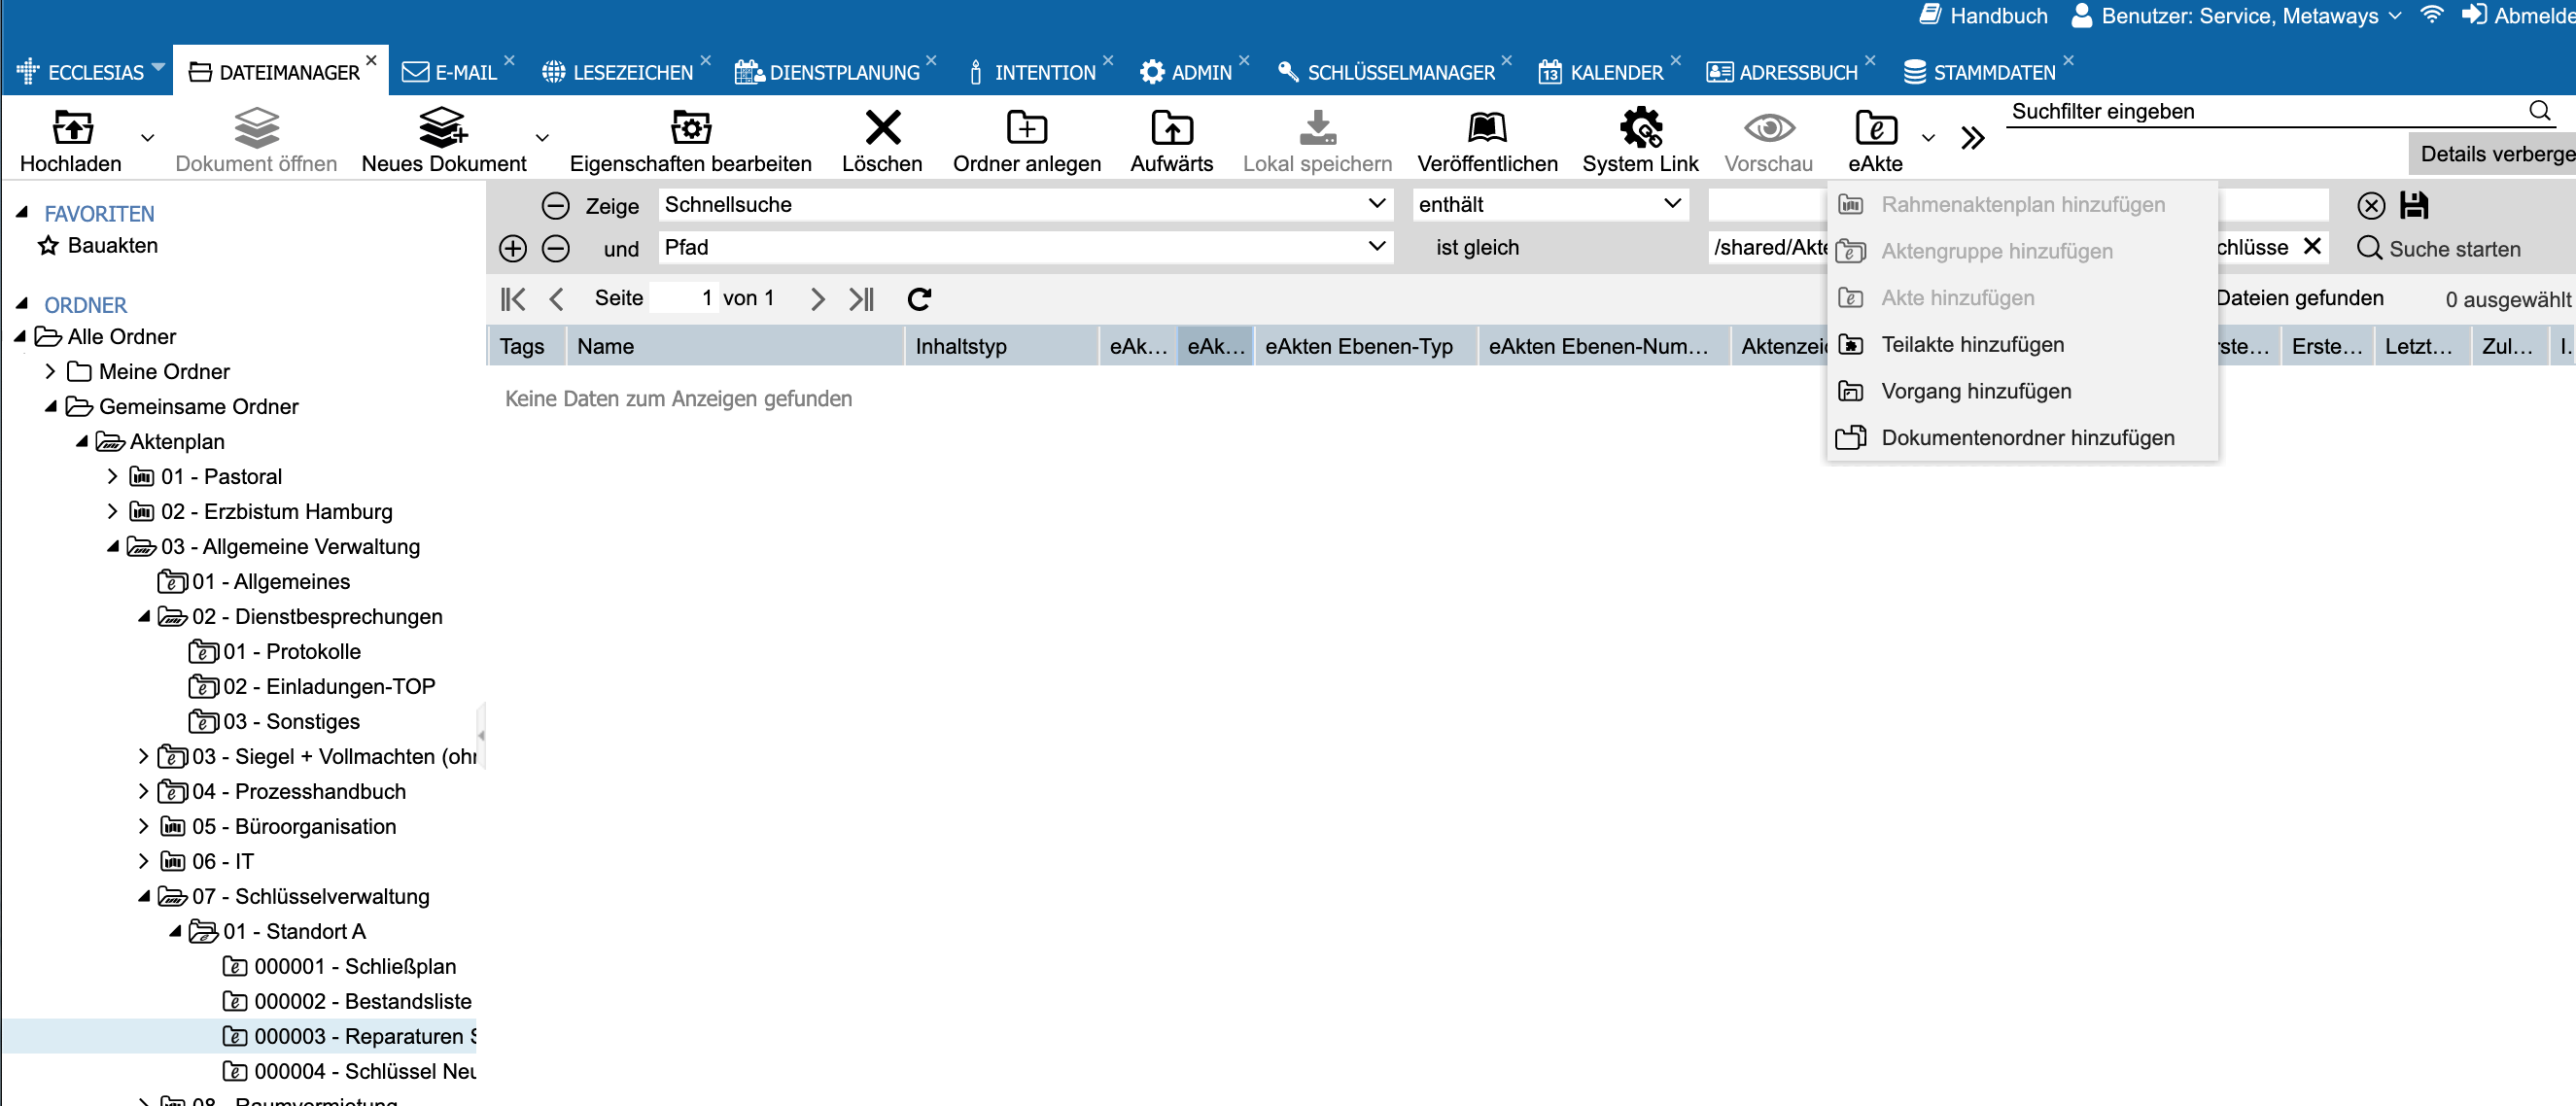 Handbuch Benutzer: Service, Metaways Abmelde
ECCLESIAS DATEIMANAGER E-MAIL LESEZEICHEN DIENSTPLANUNG INTENTION ADMIN SCHLÜSSELMANAGER KALENDER ADRESSBUCH STAMMDATEN
Hochladen Dokument öffnen Neues Dokument Eigenschaften bearbeiten Löschen Ordner anlegen Aufwärts Lokal speichern Veröffentlichen System Link Vorschau eAkte
Suchfilter eingeben
Details verberge
FAVORITEN
Bauakten
ORDNER
Alle Ordner
Meine Ordner
Gemeinsame Ordner
Aktenplan
01 - Pastoral
02 - Erzbistum Hamburg
03 - Allgemeine Verwaltung
01 - Allgemeines
02 - Dienstbesprechungen
01 - Protokolle
02 - Einladungen-TOP
03 - Sonstiges
03 - Siegel + Vollmachten (ohr
04 - Prozesshandbuch
05 - Büroorganisation
06 - IT
07 - Schlüsselverwaltung
01 - Standort A
000001 - Schließplan
000002 - Bestandsliste
000003 - Reparaturen S
000004 - Schlüssel Neu
08 - Raumvermietung
Zeige Schnellsuche enthält
und Pfad ist gleich /shared/Akte chlüsse Suche starten
Seite 1 von 1 Dateien gefunden 0 ausgewählt
Tags Name Inhaltstyp eAk... eAk... eAkten Ebenen-Typ eAkten Ebenen-Num... Aktenzeic rste... Erste... Letzt... Zul... I.
Keine Daten zum Anzeigen gefunden
Rahmenaktenplan hinzufügen
Aktengruppe hinzufügen
Akte hinzufügen
Teilakte hinzufügen
Vorgang hinzufügen
Dokumentenordner hinzufügen